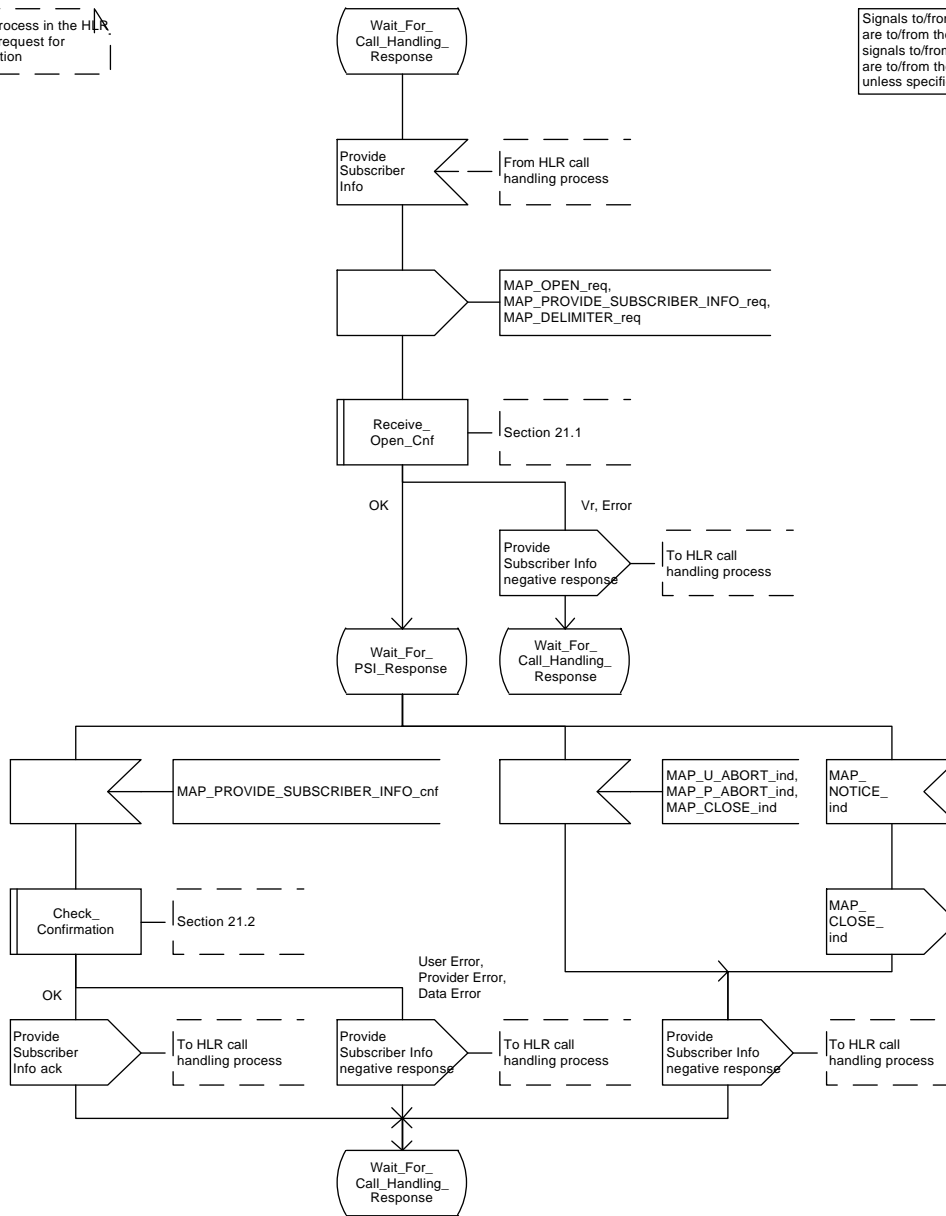 rocess in the HLR
request for
tion
Wait_For_
Call_Handling_
Response
Signals to/from
are to/from the
signals to/from
are to/from the
unless specifi
Provide
Subscriber
Info
From HLR call
handling process
MAP_OPEN_req,
MAP_PROVIDE_SUBSCRIBER_INFO_req,
MAP_DELIMITER_req
Receive_
Open_Cnf
Section 21.1
OK
Vr, Error
Provide
Subscriber Info
negative response
To HLR call
handling process
Wait_For_
PSI_Response
Wait_For_
Call_Handling_
Response
MAP_PROVIDE_SUBSCRIBER_INFO_cnf
MAP_U_ABORT_ind,
MAP_P_ABORT_ind,
MAP_CLOSE_ind
MAP_
NOTICE_
ind
Check_
Confirmation
Section 21.2
MAP_
CLOSE_
ind
OK
User Error,
Provider Error,
Data Error
Provide
Subscriber
Info ack
To HLR call
handling process
Provide
Subscriber Info
negative response
To HLR call
handling process
Provide
Subscriber Info
negative response
To HLR call
handling process
Wait_For_
Call_Handling_
Response